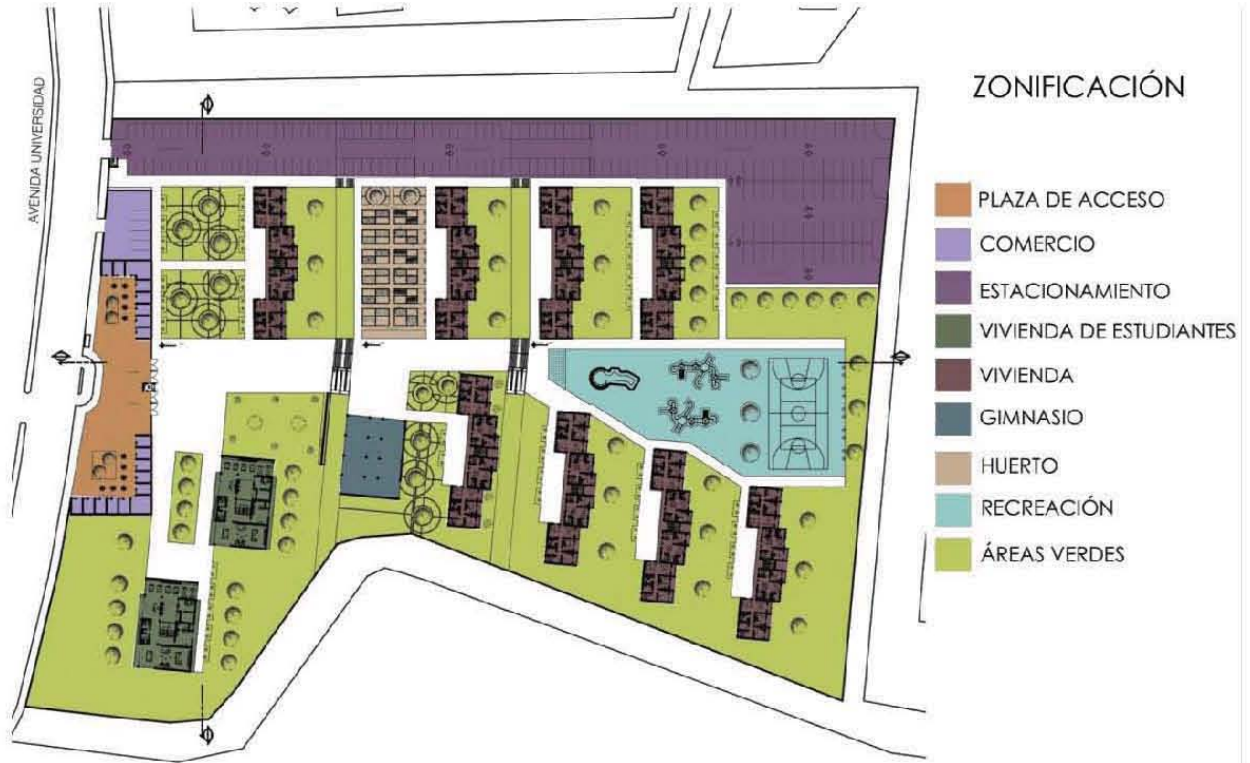 ZONIFICACIÓN
AVENIDA UNIVERSIDAD
PLAZA DE ACCESO
COMERCIO
ESTACIONAMIENTO
VIVIENDA DE ESTUDIANTES
VIVIENDA
GIMNASIO
HUERTO
RECREACIÓN
ÁREAS VERDES